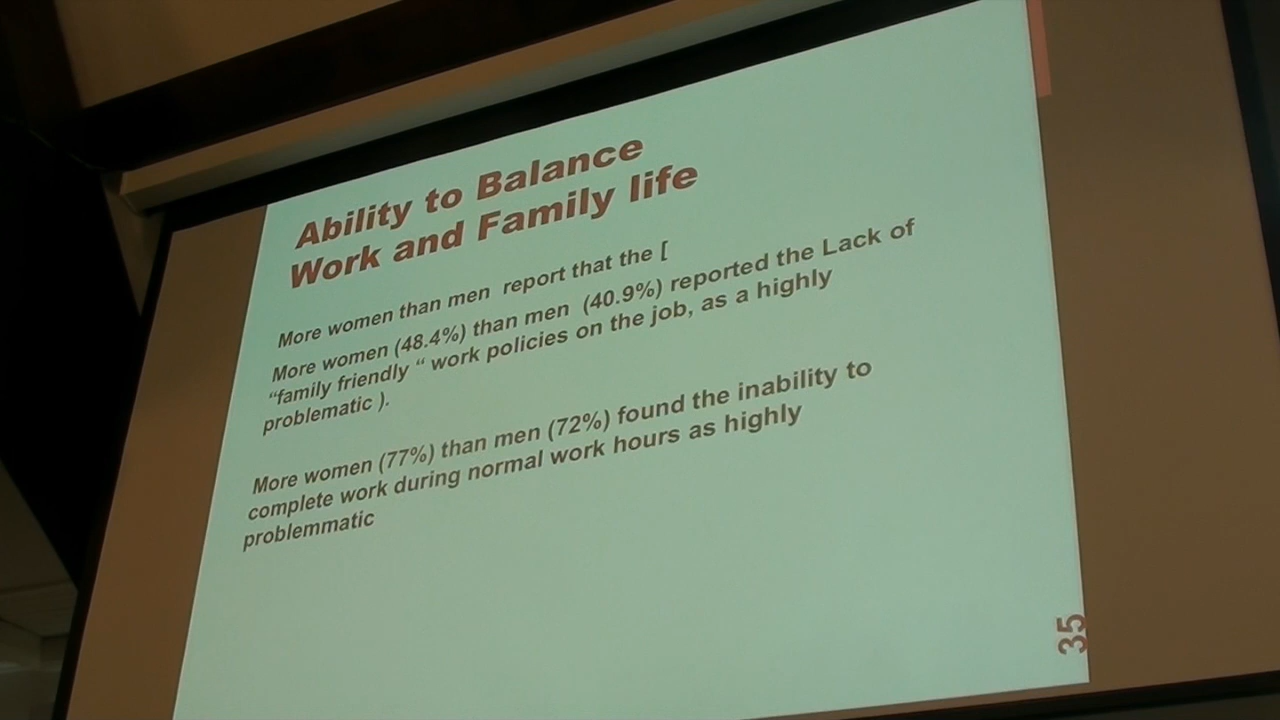 Ability to Balance
Work and Family life
More women than men report that the [
More women (48.4%) than men (40.9%) reported the Lack of
“family friendly “ work policies on the job, as a highly
problematic ).
More women (77%) than men (72%) found the inability to
complete work during normal work hours as highly
problemmatic
35